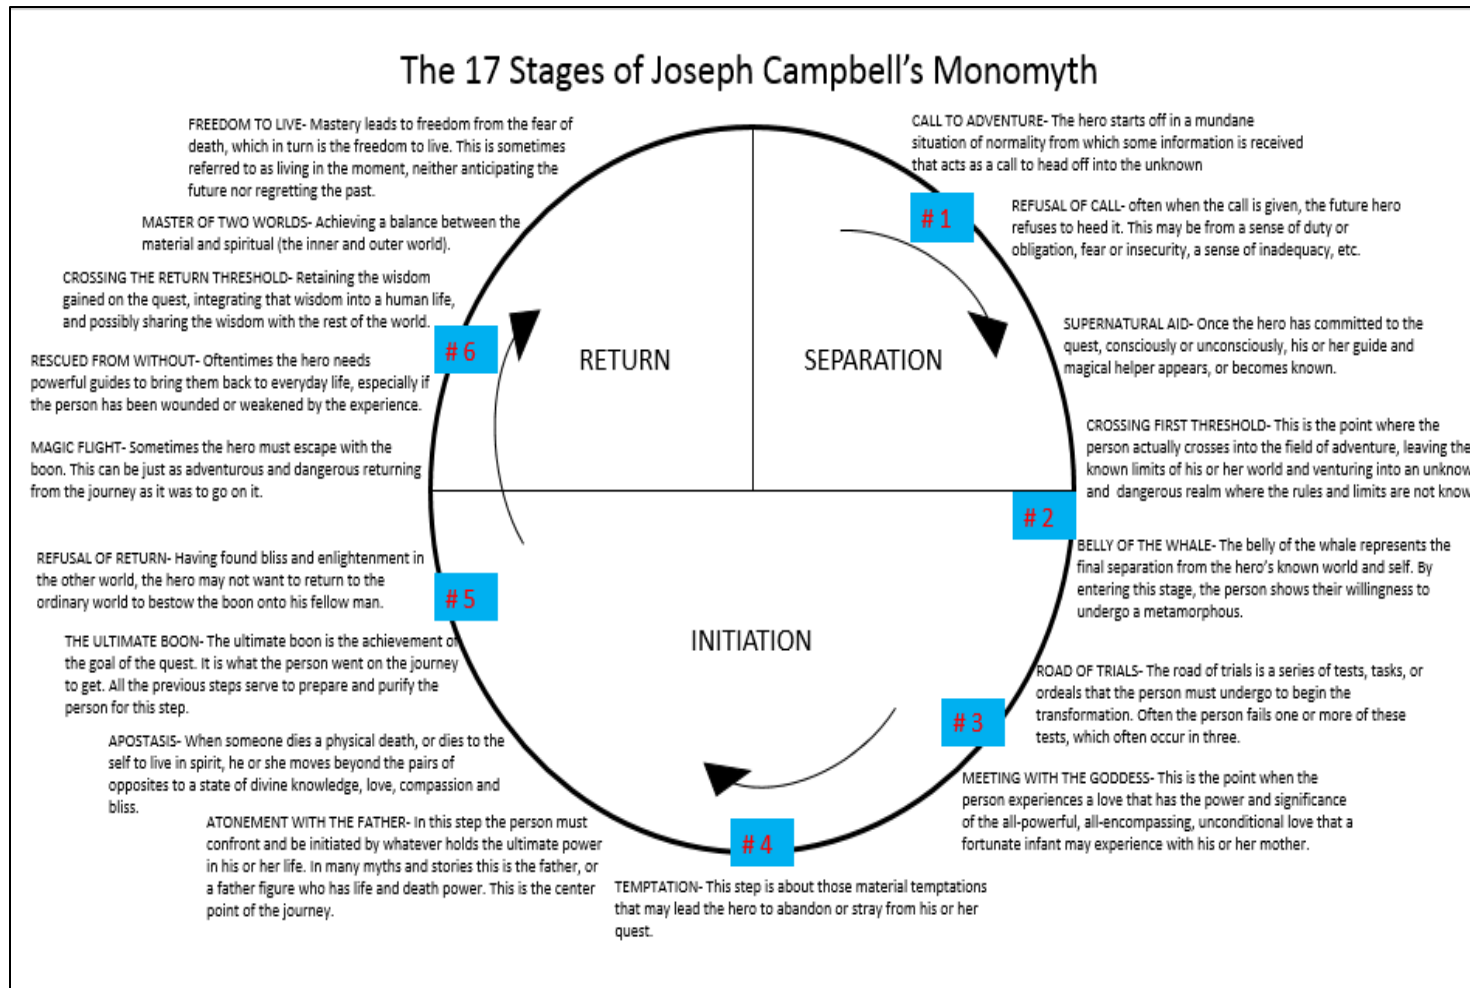 The 17 Stages of Joseph Campbell's Monomyth
CALL TO ADVENTURE- The hero starts off in a mundane
situation of normality from which some information is received
that acts as a call to head off into the unknown
# 1
REFUSAL OF CALL- often when the call is given, the future hero
refuses to heed it. This may be from a sense of duty or
obligation, fear or insecurity, a sense of inadequacy, etc.
SUPERNATURAL AID- Once the hero has committed to the
quest, consciously or unconsciously, his or her guide and
magical helper appears, or becomes known.
CROSSING FIRST THRESHOLD- This is the point where the
person actually crosses into the field of adventure, leaving the
known limits of his or her world and venturing into an unknow
and dangerous realm where the rules and limits are not know
# 2
BELLY OF THE WHALE- The belly of the whale represents the
final separation from the hero's known world and self. By
entering this stage, the person shows their willingness to
undergo a metamorphous.
ROAD OF TRIALS- The road of trials is a series of tests, tasks, or
ordeals that the person must undergo to begin the
transformation. Often the person fails one or more of these
tests, which often occur in three.
# 3
MEETING WITH THE GODDESS- This is the point when the
person experiences a love that has the power and significance
of the all-powerful, all-encompassing, unconditional love that a
fortunate infant may experience with his or her mother.
# 4
TEMPTATION- This step is about those material temptations
that may lead the hero to abandon or stray from his or her
quest.
ATONEMENT WITH THE FATHER- In this step the person must
confront and be initiated by whatever holds the ultimate power
in his or her life. In many myths and stories this is the father, or
a father figure who has life and death power. This is the center
point of the journey.
APOSTASIS- When someone dies a physical death, or dies to the
self to live in spirit, he or she moves beyond the pairs of
opposites to a state of divine knowledge, love, compassion and
bliss.
THE ULTIMATE BOON- The ultimate boon is the achievement of
the goal of the quest. It is what the person went on the journey
to get. All the previous steps serve to prepare and purify the
person for this step.
# 5
REFUSAL OF RETURN- Having found bliss and enlightenment in
the other world, the hero may not want to return to the
ordinary world to bestow the boon onto his fellow man.
MAGIC FLIGHT- Sometimes the hero must escape with the
boon. This can be just as adventurous and dangerous returning
from the journey as it was to go on it.
RESCUED FROM WITHOUT- Oftentimes the hero needs
powerful guides to bring them back to everyday life, especially if
the person has been wounded or weakened by the experience.
# 6
CROSSING THE RETURN THRESHOLD- Retaining the wisdom
gained on the quest, integrating that wisdom into a human life,
and possibly sharing the wisdom with the rest of the world.
MASTER OF TWO WORLDS- Achieving a balance between the
material and spiritual (the inner and outer world).
FREEDOM TO LIVE- Mastery leads to freedom from the fear of
death, which in turn is the freedom to live. This is sometimes
referred to as living in the moment, neither anticipating the
future nor regretting the past.
RETURN
SEPARATION
INITIATION